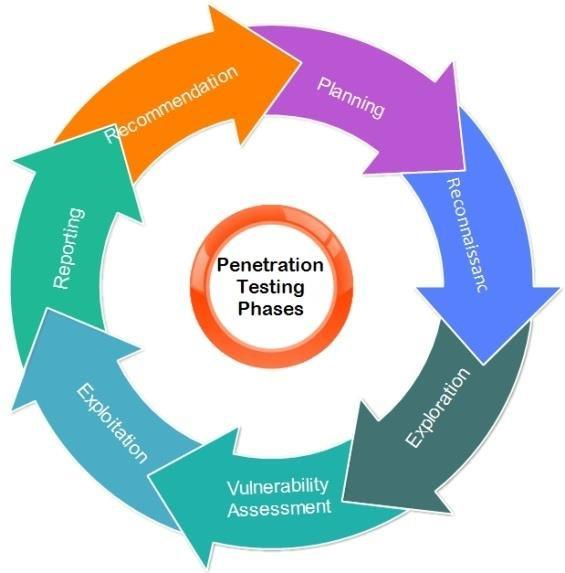 Penetration
Testing
Phases
Planning
Reconnaissanc
Exploration
Vulnerability
Assessment
Exploitation
Reporting
Recommendation